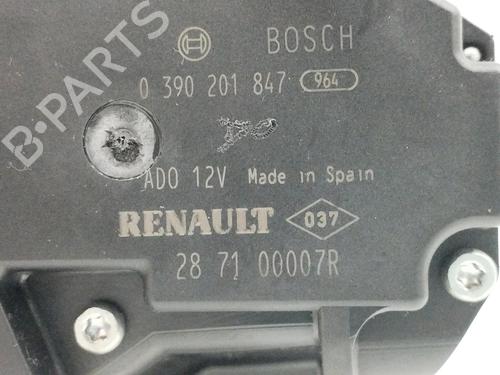 B-PARTS
BOSCH
0 390 201 847 964
ADO 12V Made in Spain
RENAULT 037
28 71 00007R